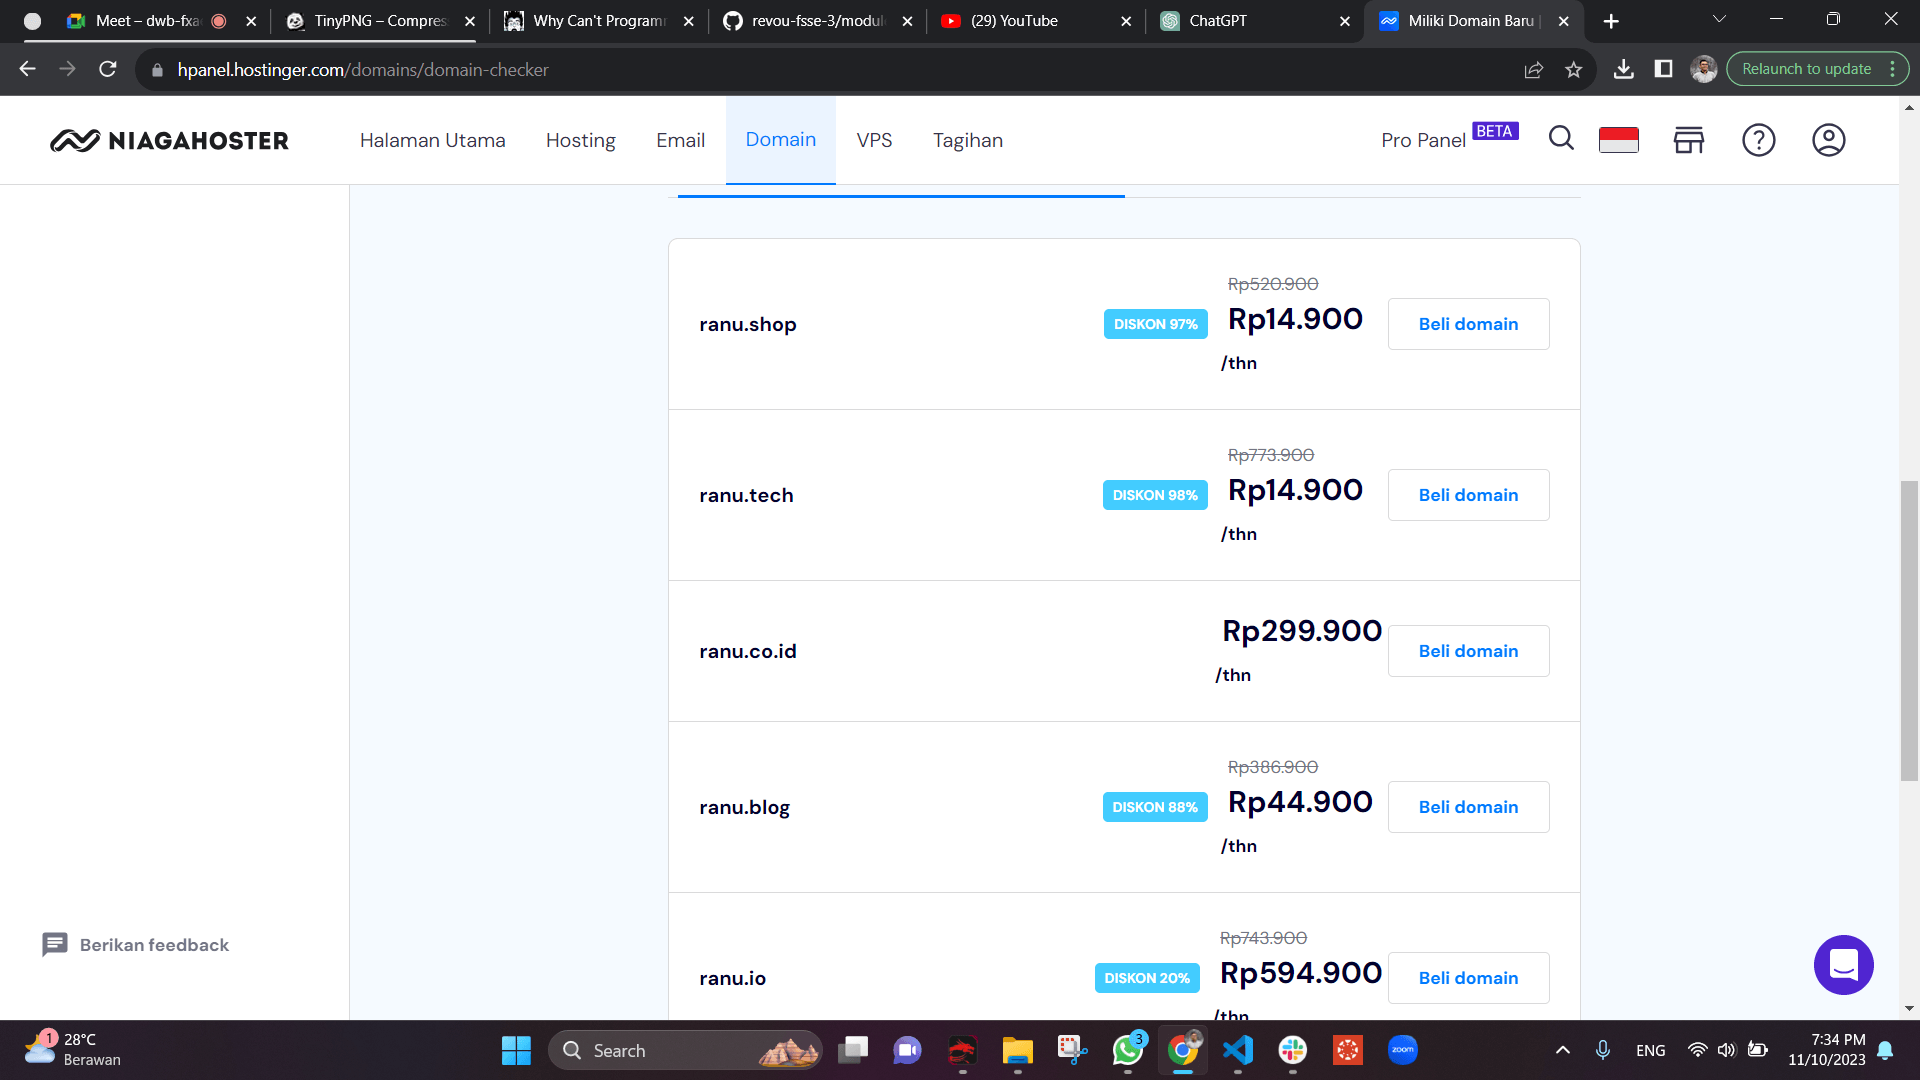 Meet – dwb-fxa
TinyPNG – Compres
Why Can't Programm
revou-fsse-3/modul
(29) YouTube
ChatGPT
Miliki Domain Baru |
hpanel.hostinger.com/domains/domain-checker
Relaunch to update
NIAGAHOSTER
Halaman Utama
Hosting
Email
Domain
VPS
Tagihan
Pro Panel
BETA
Rp520.900
ranu.shop
DISKON 97%
Rp14.900
Beli domain
/thn
Rp773.900
ranu.tech
DISKON 98%
Rp14.900
Beli domain
/thn
ranu.co.id
Rp299.900
Beli domain
/thn
Rp386.900
ranu.blog
DISKON 88%
Rp44.900
Beli domain
/thn
Rp743.900
ranu.io
DISKON 20%
Rp594.900
Beli domain
/thn
Berikan feedback
1
28°C
Berawan
Search
3
zoom
ENG
7:34 PM
11/10/2023